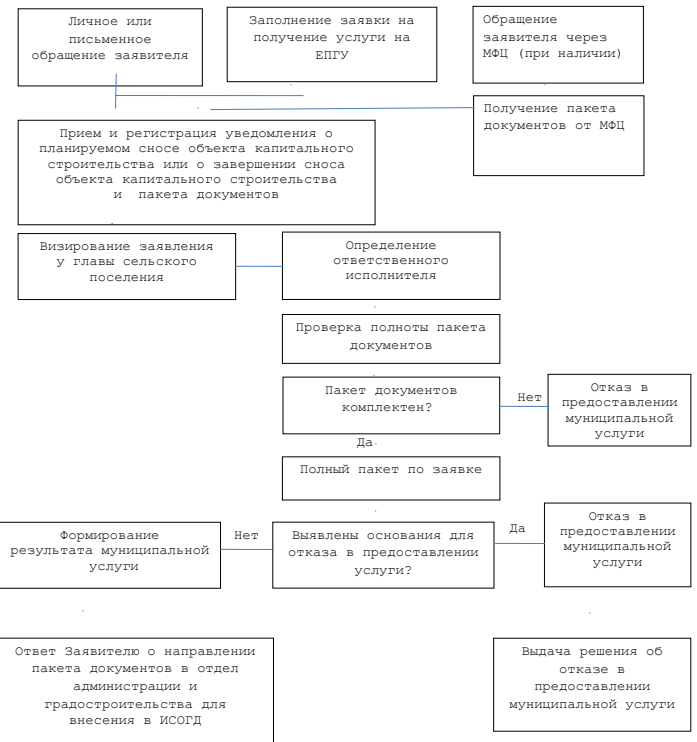 Личное или
письменное
обращение заявителя
Заполнение заявки на
получение услуги на
ЕПГУ
Обращение
заявителя через
МФЦ (при наличии)
Получение пакета
документов от МФЦ
Прием и регистрация уведомления о
планируемом сносе объекта капитального
строительства или о завершении сноса
объекта капитального строительства
и пакета документов
Визирование заявления
у главы сельского
поселения
Определение
ответственного
исполнителя
Проверка полноты пакета
документов
Пакет документов
комплектен?
Нет
Отказ в
предоставлении
муниципальной
услуги
Да
Полный пакет по заявке
Формирование
результата муниципальной
услуги
Нет
Выявлены основания для
отказа в предоставлении
услуги?
Да
Отказ в
предоставлении
муниципальной
услуги
Ответ Заявителю о направлении
пакета документов в отдел
администрации и
градостроительства для
внесения в ИСОГД
Выдача решения об
отказе в
предоставлении
муниципальной услуги